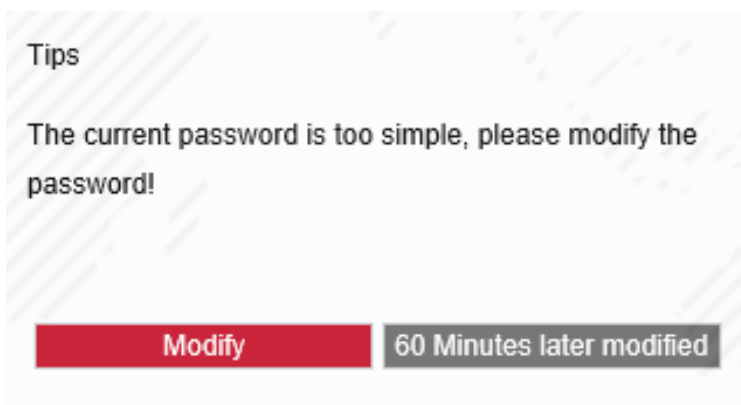 Tips
The current password is too simple, please modify the
password!
Modify
60 Minutes later modified